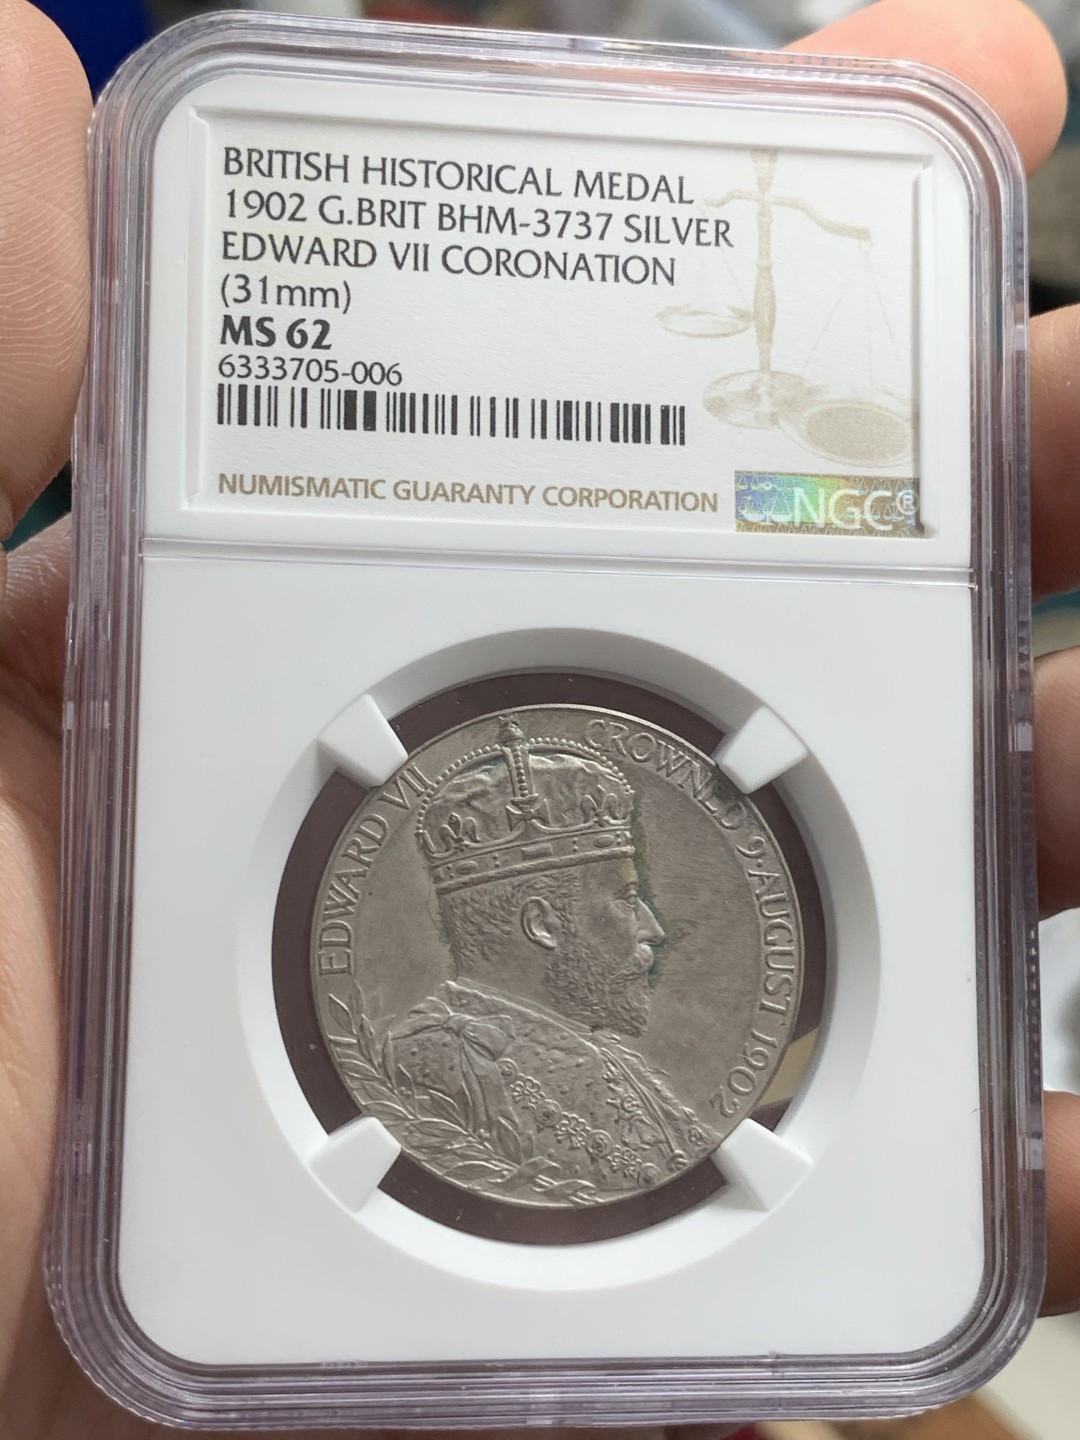 BRITISH HISTORICAL MEDAL
1902 G.BRIT BHM-3737 SILVER
EDWARD VII CORONATION
(31mm)
MS 62
6333705-006
NUMISMATIC GUARANTY CORPORATION
NGC®
EDWARD VII CROWNED 9·AUGUST 1902